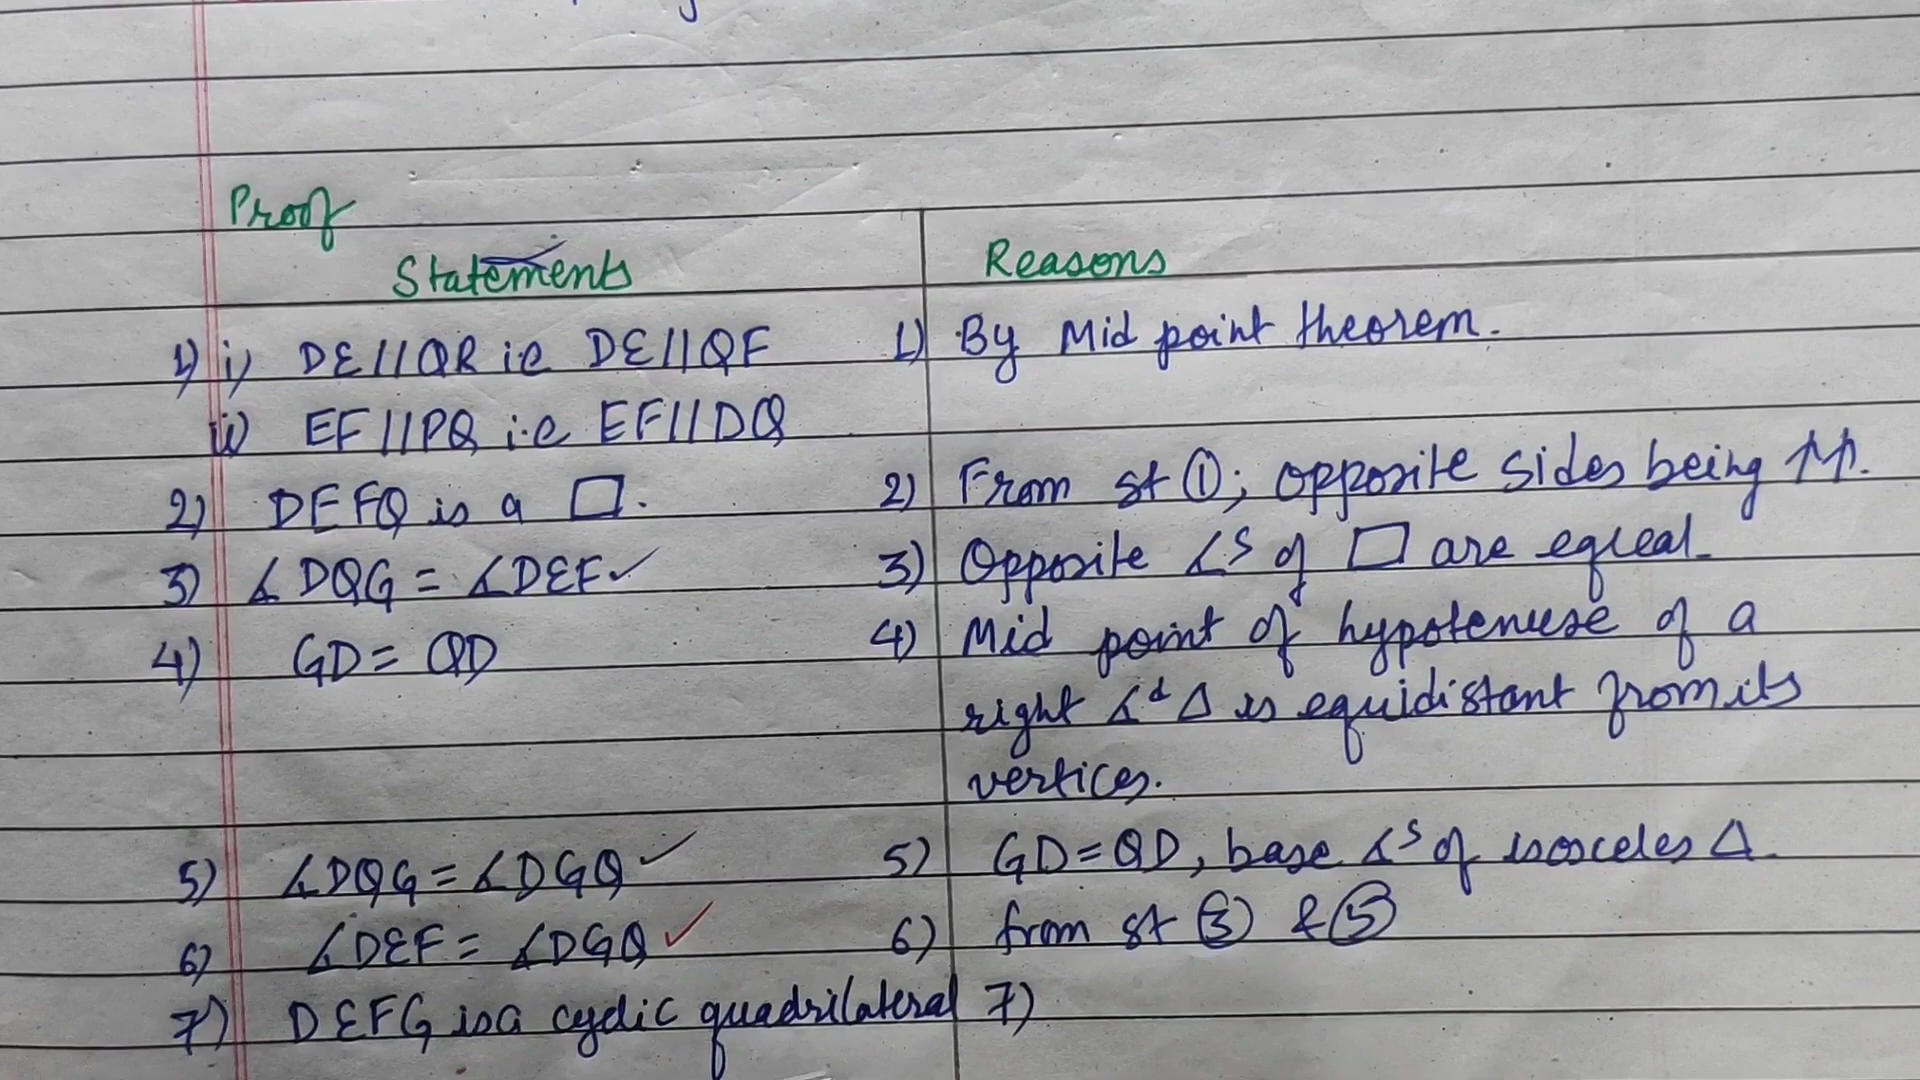 Proof
Statements Reasons
1) i) DE//QR ie DE//QF 1) By Mid point theorem.
ii) EF//PQ i.e EF//DQ
2) DEFQ is a ▱. 2) From st ①; opposite sides being //.
3) ∡DQG = ∡DEF✓ 3) Opposite ∠s of ▱ are equal.
4) GD = QD 4) Mid point of hypotenuse of a
right ∡d Δ is equidistant from its
vertices.
5) ∡DQG = ∡DGQ ✓ 5) GD = QD, base ∡s of isosceles Δ.
6) ∡DEF = ∡DGQ ✓ 6) from st ③ & ⑤
7) DEFG is a cyclic quadrilateral 7)